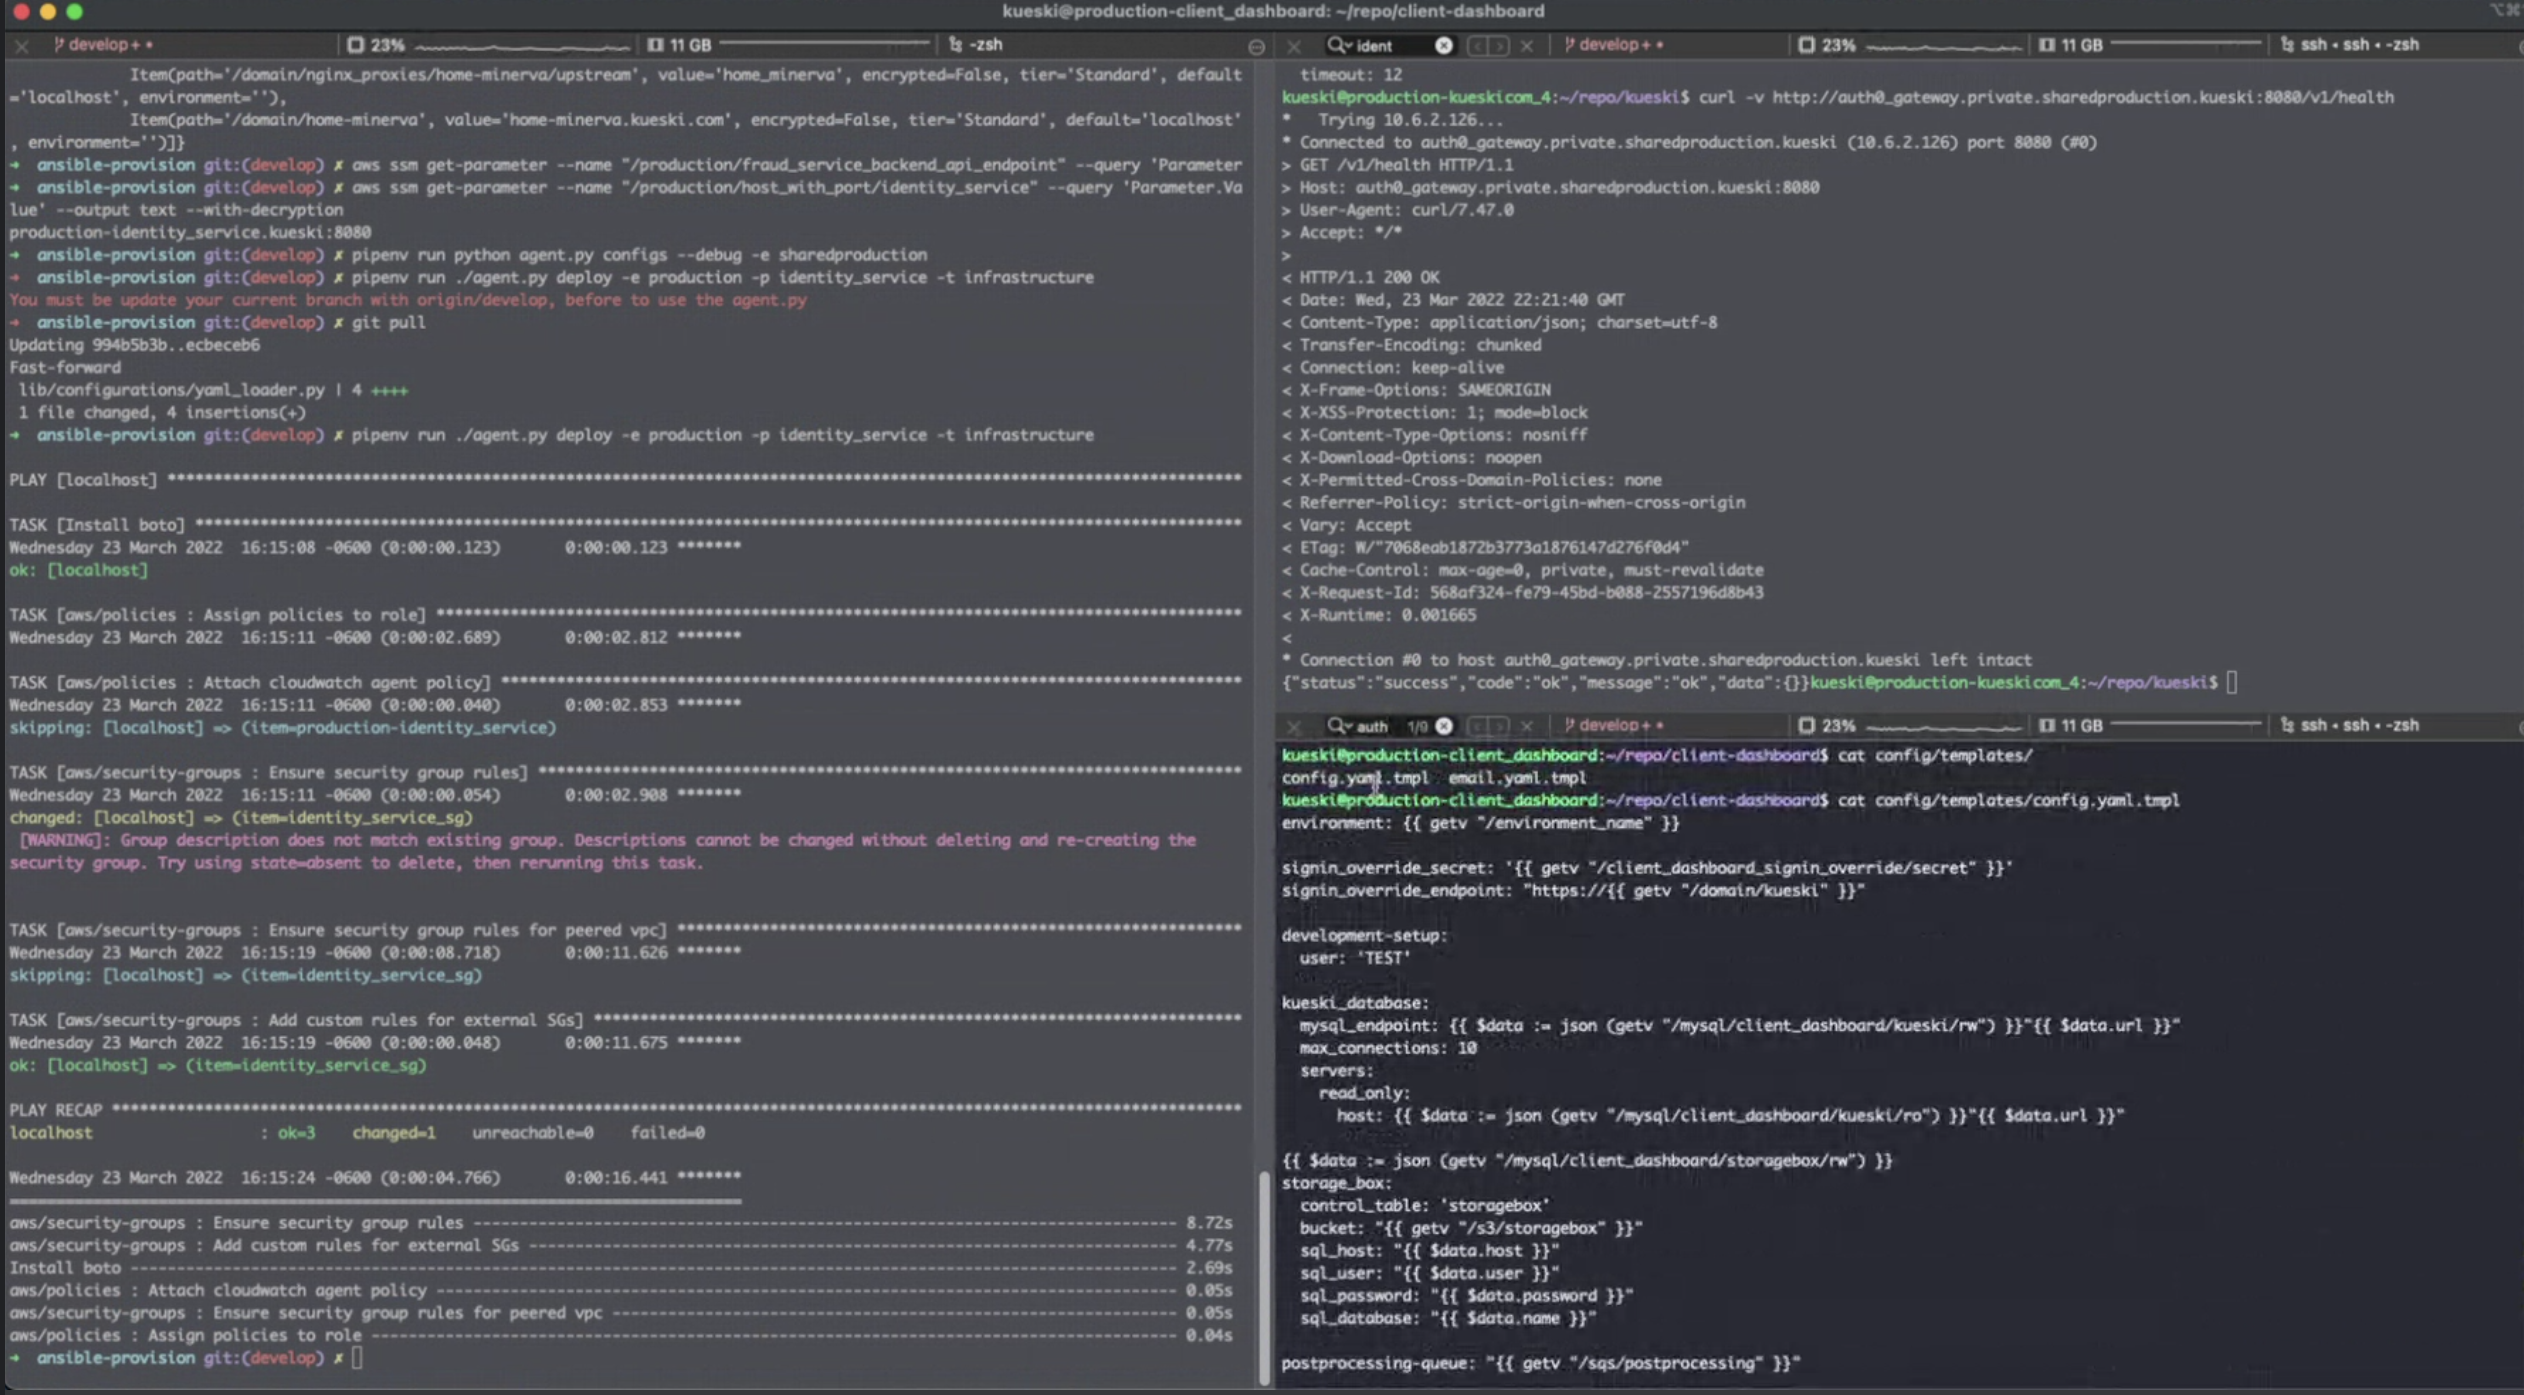 kueski@production-client_dashboard: ~/repo/client-dashboard
develop+ •
23%
11 GB
-zsh
Item(path='/domain/nginx_proxies/home-minerva/upstream', value='home_minerva', encrypted=False, tier='Standard', default
='localhost', environment=''),
Item(path='/domain/home-minerva', value='home-minerva.kueski.com', encrypted=False, tier='Standard', default='localhost'
, environment='')]}
➜ ansible-provision git:(develop) ✗ aws ssm get-parameter --name "/production/fraud_service_backend_api_endpoint" --query 'Parameter
➜ ansible-provision git:(develop) ✗ aws ssm get-parameter --name "/production/host_with_port/identity_service" --query 'Parameter.Va
lue' --output text --with-decryption
production-identity_service.kueski:8080
➜ ansible-provision git:(develop) ✗ pipenv run python agent.py configs --debug -e sharedproduction
➜ ansible-provision git:(develop) ✗ pipenv run ./agent.py deploy -e production -p identity_service -t infrastructure
You must be update your current branch with origin/develop, before to use the agent.py
➜ ansible-provision git:(develop) ✗ git pull
Updating 994b5b3b..ecbeceb6
Fast-forward
lib/configurations/yaml_loader.py | 4 ++++
1 file changed, 4 insertions(+)
➜ ansible-provision git:(develop) ✗ pipenv run ./agent.py deploy -e production -p identity_service -t infrastructure
PLAY [localhost] ****
TASK [Install boto] ****
Wednesday 23 March 2022 16:15:08 -0600 (0:00:00.123) 0:00:00.123 *******
ok: [localhost]
TASK [aws/policies : Assign policies to role] ****
Wednesday 23 March 2022 16:15:11 -0600 (0:00:02.689) 0:00:02.812 *******
TASK [aws/policies : Attach cloudwatch agent policy] ****
Wednesday 23 March 2022 16:15:11 -0600 (0:00:00.040) 0:00:02.853 *******
skipping: [localhost] => (item=production-identity_service)
TASK [aws/security-groups : Ensure security group rules] ****
Wednesday 23 March 2022 16:15:11 -0600 (0:00:00.054) 0:00:02.908 *******
changed: [localhost] => (item=identity_service_sg)
[WARNING]: Group description does not match existing group. Descriptions cannot be changed without deleting and re-creating the
security group. Try using state=absent to delete, then rerunning this task.
TASK [aws/security-groups : Ensure security group rules for peered vpc] ****
Wednesday 23 March 2022 16:15:19 -0600 (0:00:08.718) 0:00:11.626 *******
skipping: [localhost] => (item=identity_service_sg)
TASK [aws/security-groups : Add custom rules for external SGs] ****
Wednesday 23 March 2022 16:15:19 -0600 (0:00:00.048) 0:00:11.675 *******
ok: [localhost] => (item=identity_service_sg)
PLAY RECAP ****
localhost : ok=3 changed=1 unreachable=0 failed=0
Wednesday 23 March 2022 16:15:24 -0600 (0:00:04.766) 0:00:16.441 *******
====
aws/security-groups : Ensure security group rules ---- 8.72s
aws/security-groups : Add custom rules for external SGs ---- 4.77s
Install boto ---- 2.69s
aws/policies : Attach cloudwatch agent policy ---- 0.05s
aws/security-groups : Ensure security group rules for peered vpc ---- 0.05s
aws/policies : Assign policies to role ---- 0.04s
➜ ansible-provision git:(develop) ✗
ident
develop+ •
23%
11 GB
ssh • ssh • -zsh
timeout: 12
kueski@production-kueskicom_4:~/repo/kueski$ curl -v http://auth0_gateway.private.sharedproduction.kueski:8080/v1/health
* Trying 10.6.2.126...
* Connected to auth0_gateway.private.sharedproduction.kueski (10.6.2.126) port 8080 (#0)
> GET /v1/health HTTP/1.1
> Host: auth0_gateway.private.sharedproduction.kueski:8080
> User-Agent: curl/7.47.0
> Accept: */*
>
< HTTP/1.1 200 OK
< Date: Wed, 23 Mar 2022 22:21:40 GMT
< Content-Type: application/json; charset=utf-8
< Transfer-Encoding: chunked
< Connection: keep-alive
< X-Frame-Options: SAMEORIGIN
< X-XSS-Protection: 1; mode=block
< X-Content-Type-Options: nosniff
< X-Download-Options: noopen
< X-Permitted-Cross-Domain-Policies: none
< Referrer-Policy: strict-origin-when-cross-origin
< Vary: Accept
< ETag: W/"7068eab1872b3773a1876147d276f0d4"
< Cache-Control: max-age=0, private, must-revalidate
< X-Request-Id: 568af324-fe79-45bd-b088-2557196d8b43
< X-Runtime: 0.001665
<
* Connection #0 to host auth0_gateway.private.sharedproduction.kueski left intact
{"status":"success","code":"ok","message":"ok","data":{}}kueski@production-kueskicom_4:~/repo/kueski$
auth 1/9
develop+ •
23%
11 GB
ssh • ssh • -zsh
kueski@production-client_dashboard:~/repo/client-dashboard$ cat config/templates/
config.yaml.tmpl email.yaml.tmpl
kueski@production-client_dashboard:~/repo/client-dashboard$ cat config/templates/config.yaml.tmpl
environment: {{ getv "/environment_name" }}
signin_override_secret: '{{ getv "/client_dashboard_signin_override/secret" }}'
signin_override_endpoint: "https://{{ getv "/domain/kueski" }}"
development-setup:
user: 'TEST'
kueski_database:
mysql_endpoint: {{ $data := json (getv "/mysql/client_dashboard/kueski/rw") }}"{{ $data.url }}"
max_connections: 10
servers:
read_only:
host: {{ $data := json (getv "/mysql/client_dashboard/kueski/ro") }}"{{ $data.url }}"
{{ $data := json (getv "/mysql/client_dashboard/storagebox/rw") }}
storage_box:
control_table: 'storagebox'
bucket: "{{ getv "/s3/storagebox" }}"
sql_host: "{{ $data.host }}"
sql_user: "{{ $data.user }}"
sql_password: "{{ $data.password }}"
sql_database: "{{ $data.name }}"
postprocessing-queue: "{{ getv "/sqs/postprocessing" }}"